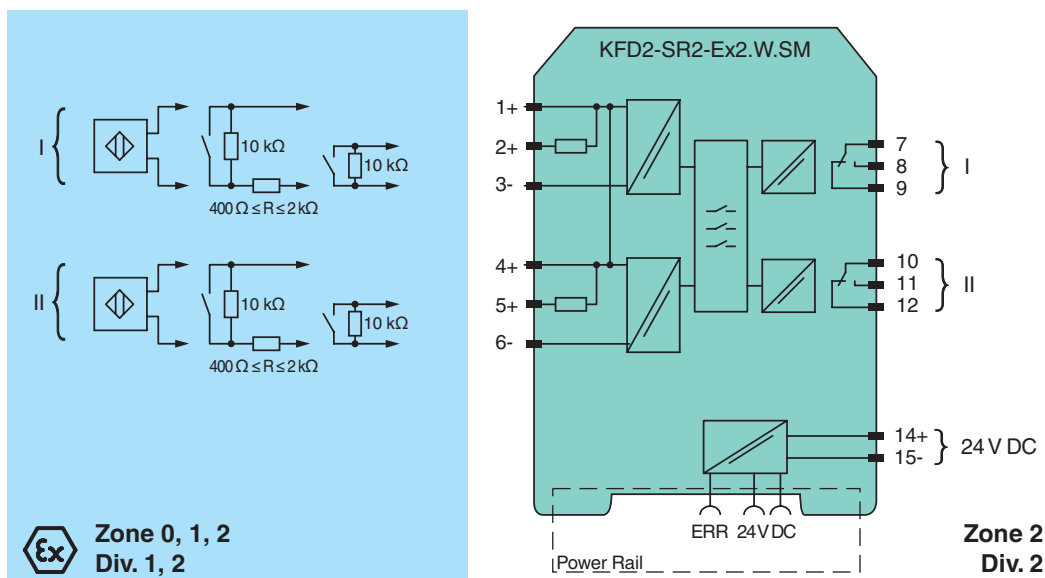 I
10 kΩ
10 kΩ
400 Ω ≤ R ≤ 2 kΩ
II
10 kΩ
10 kΩ
400 Ω ≤ R ≤ 2 kΩ
Ex
Zone 0, 1, 2
Div. 1, 2
KFD2-SR2-Ex2.W.SM
1+
2+
3-
4+
5+
6-
7
8
9
I
10
11
12
II
14+
15-
24 V DC
ERR 24V DC
Power Rail
Zone 2
Div. 2